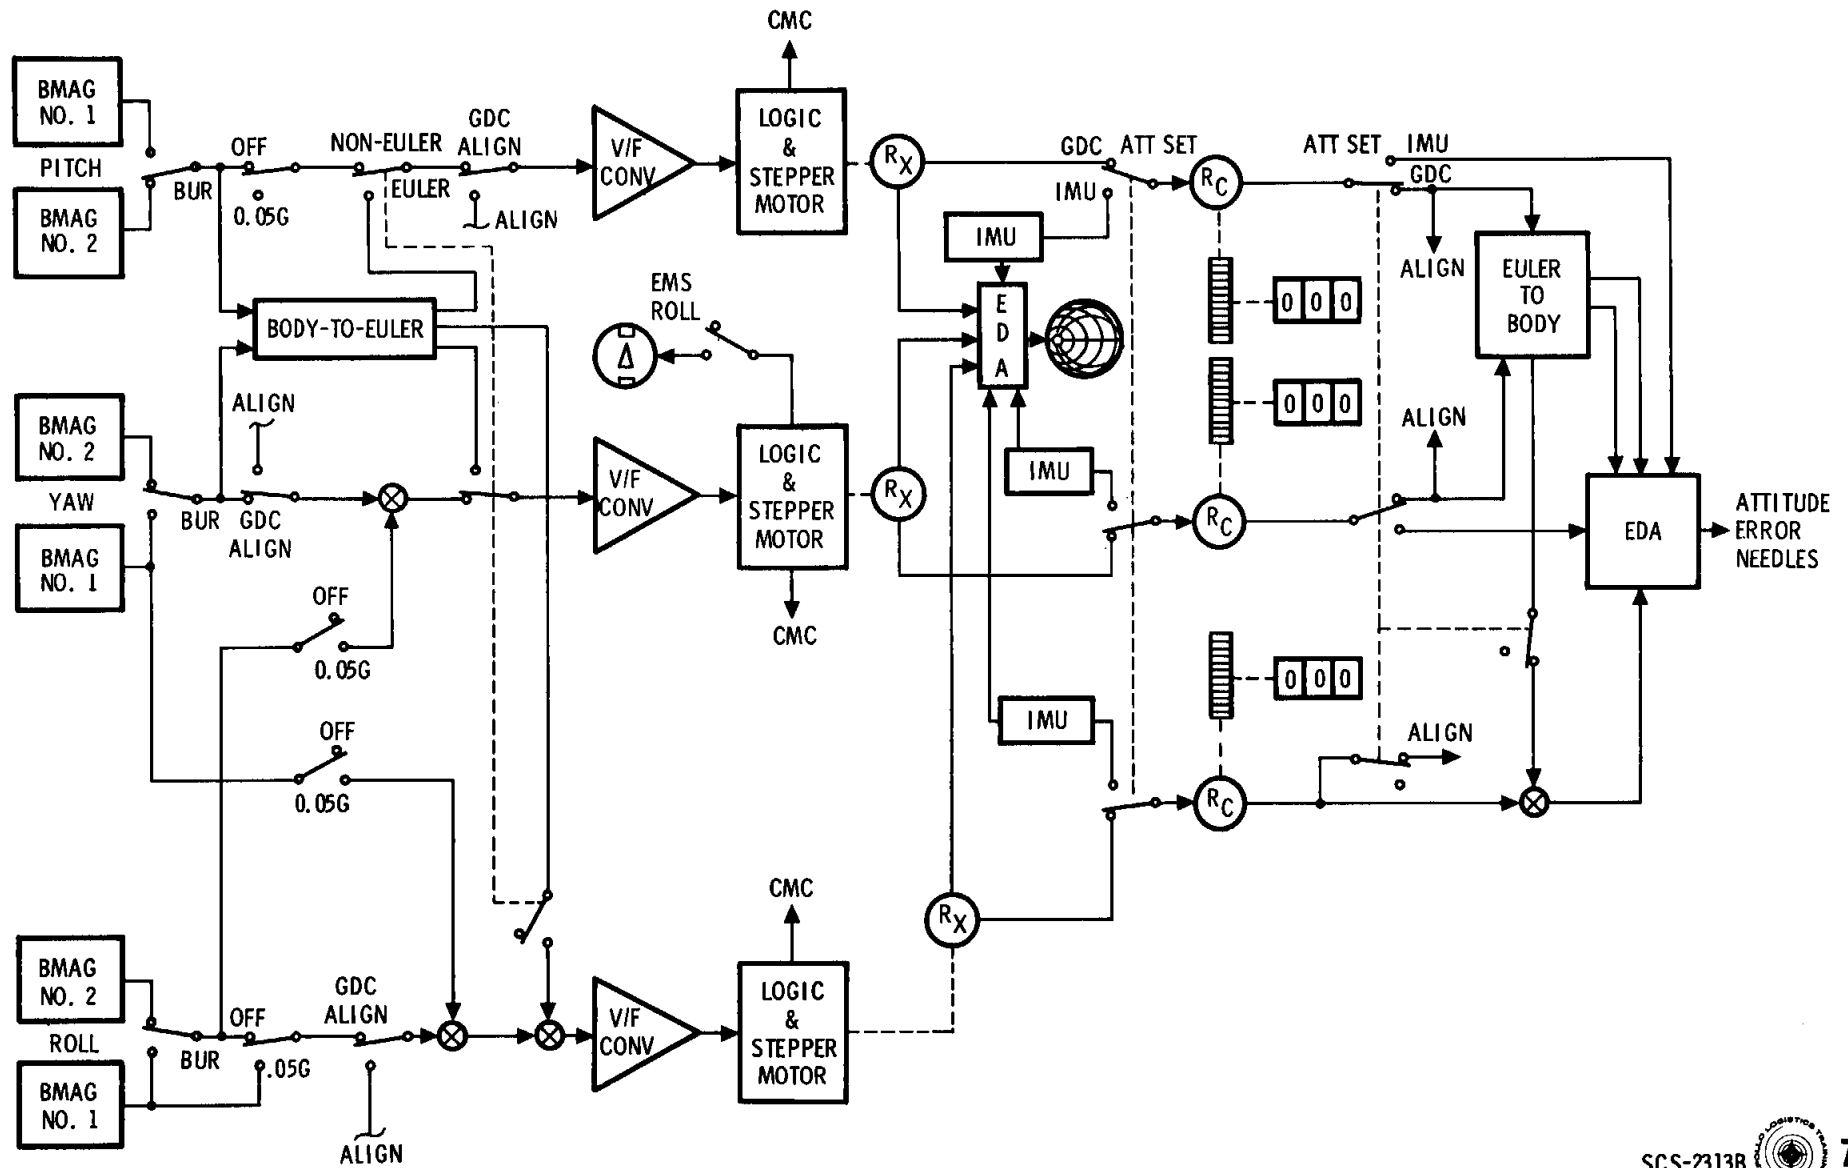 CMC
BMAG
NO. 1
PITCH
BMAG
NO. 2
BUR
OFF
0.05G
NON-EULER
EULER
GDC
ALIGN
ALIGN
V/F
CONV
LOGIC
&
STEPPER
MOTOR
RX
GDC
IMU
ATT SET
RC
ATT SET
IMU
GDC
ALIGN
IMU
EULER
TO
BODY
BODY-TO-EULER
EMS
ROLL
E
D
A
0 0 0
0 0 0
BMAG
NO. 2
YAW
BMAG
NO. 1
BUR
ALIGN
GDC
ALIGN
V/F
CONV
LOGIC
&
STEPPER
MOTOR
CMC
RX
IMU
RC
ALIGN
EDA
ATTITUDE
ERROR
NEEDLES
OFF
0.05G
OFF
0.05G
IMU
0 0 0
RC
ALIGN
BMAG
NO. 2
ROLL
BMAG
NO. 1
BUR
OFF
.05G
GDC
ALIGN
ALIGN
V/F
CONV
CMC
LOGIC
&
STEPPER
MOTOR
RX
SCS-2313B